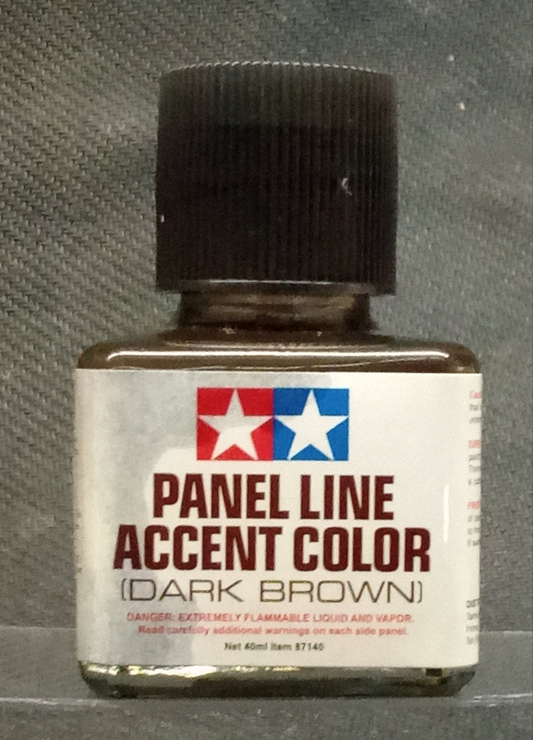 PANEL LINE
ACCENT COLOR
(DARK BROWN)
DANGER: EXTREMELY FLAMMABLE LIQUID AND VAPOR.
Read carefully additional warnings on each side panel.
Net 40ml Item 87140